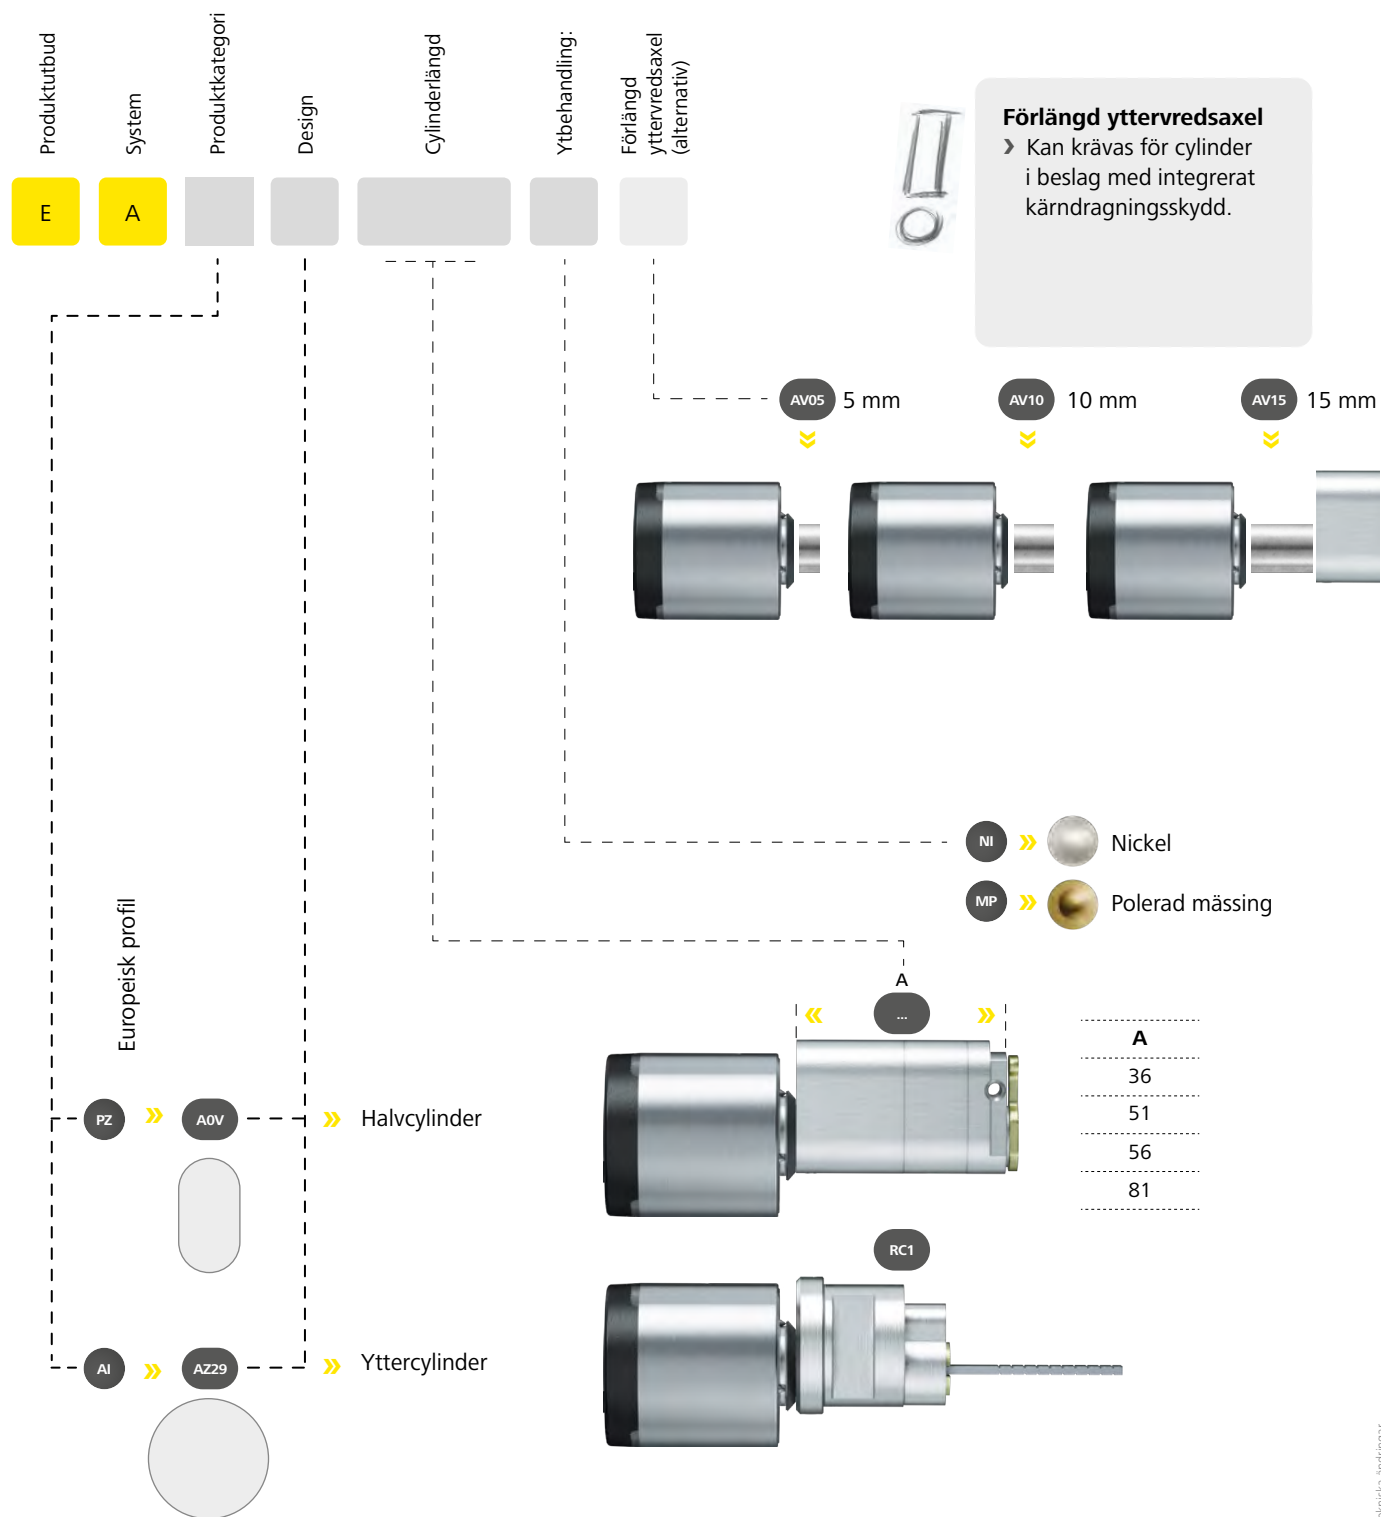 Produktutbud
System
Produktkategori
Design
Cylinderlängd
Ytbehandling:
Förlängd
yttervredsaxel
(alternativ)
E
A
Förlängd yttervredsaxel
› Kan krävas för cylinder
i beslag med integrerat
kärndragningsskydd.
AV05 5 mm
AV10 10 mm
AV15 15 mm
NI » Nickel
MP » Polerad mässing
Europeisk profil
A
« ... »
A
36
51
56
81
PZ » A0V » Halvcylinder
RC1
AI » AZ29 » Yttercylinder
ändringar